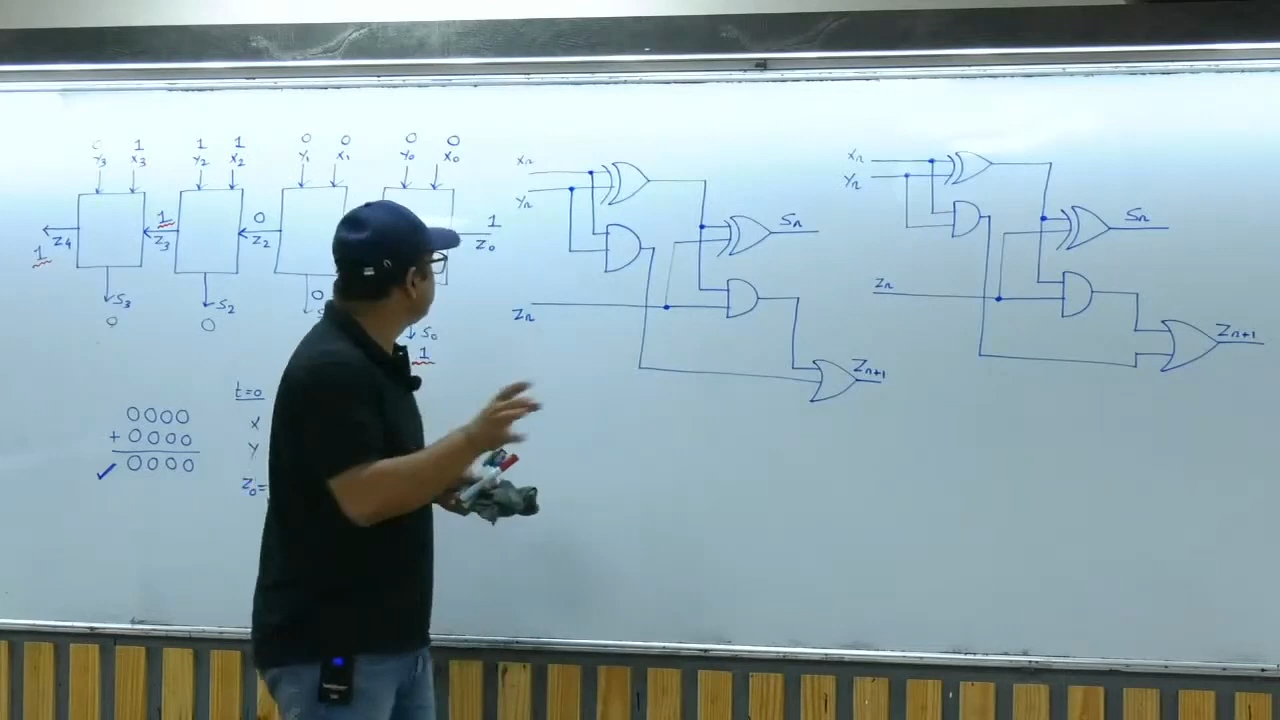 0 1 1 1 0 0 0 0
Y3 X3 Y2 X2 Y1 X1 Y0 X0
1 0 1
Z4 Z3 Z2 Z0
1
S3 S2 S0
0 0 0 1
t=0
X
Y
Z0=
0000
+ 0000
0000
Xn
Yn
Sn
Zn
Zn+1
Xn
Yn
Sn
Zn
Zn+1